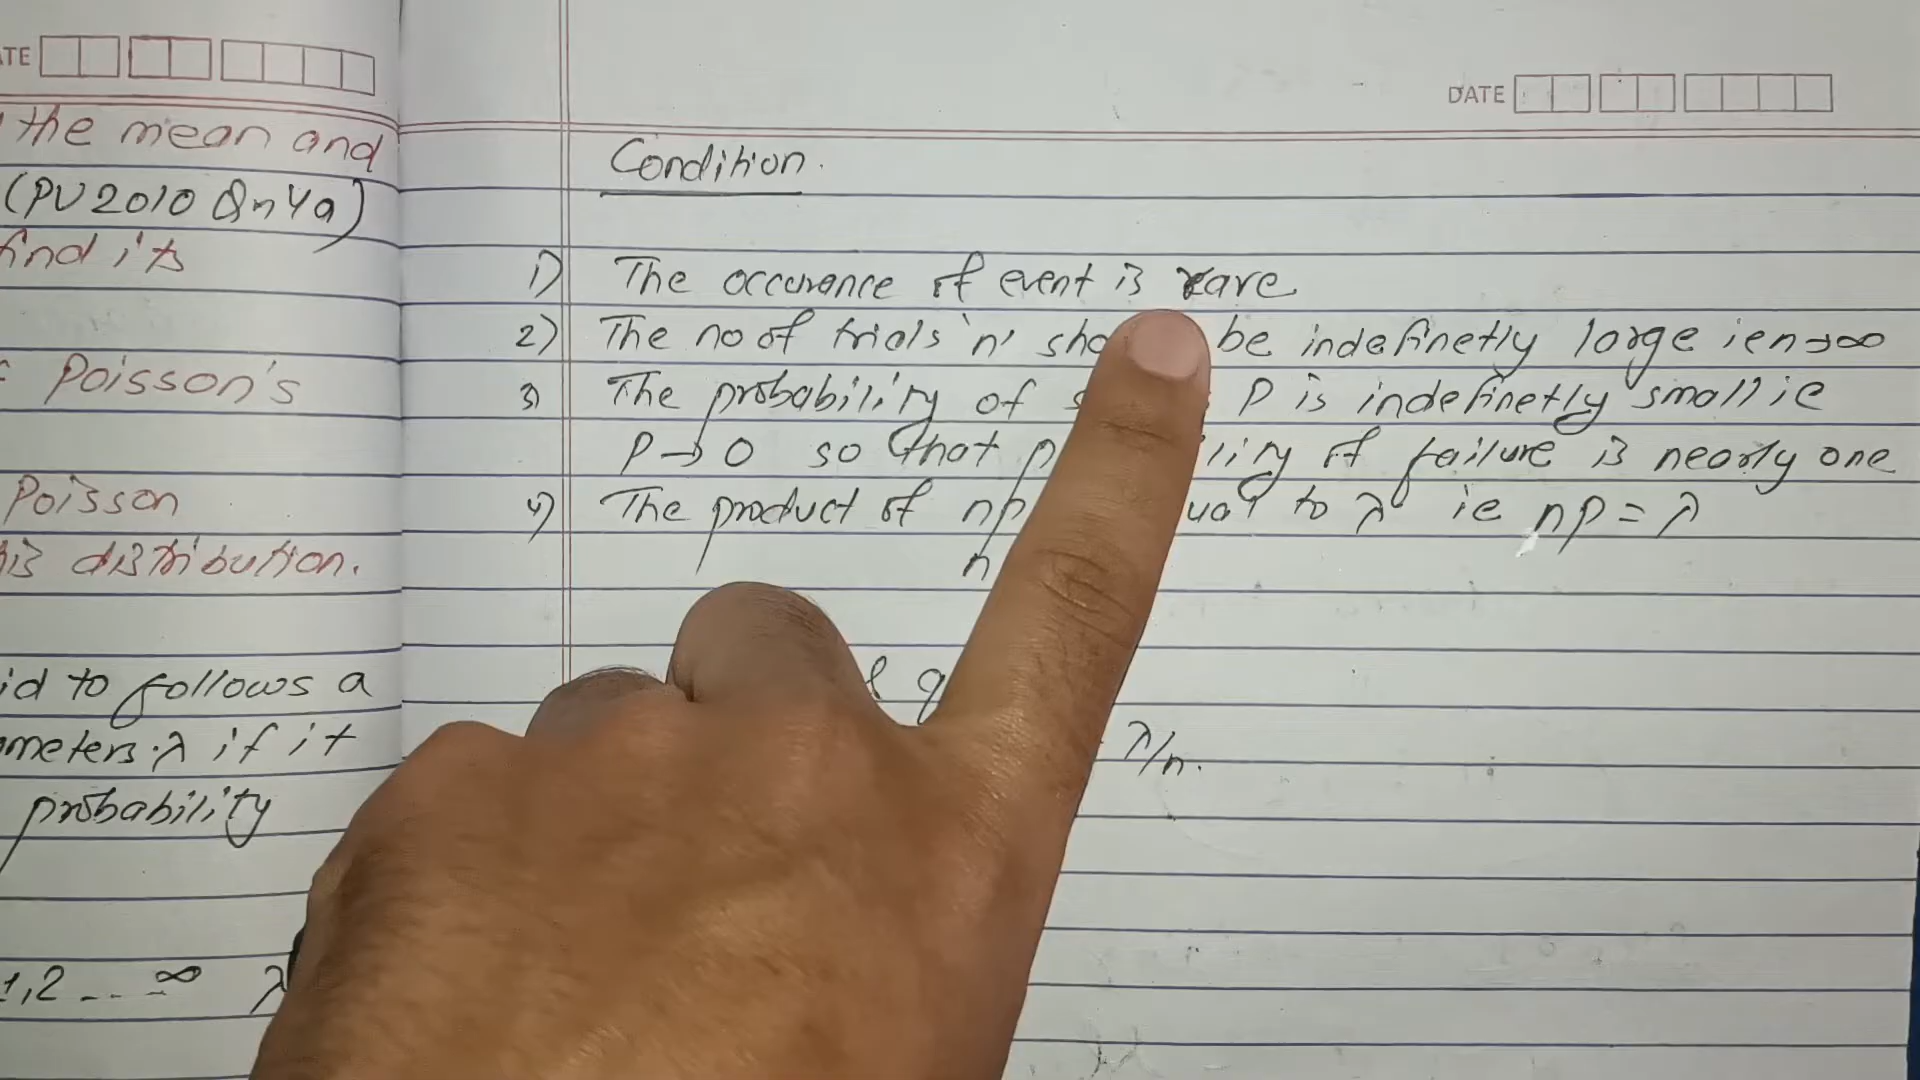 ATE
the mean and
(PU 2010 Qn 4a)
find its
Poisson's
Poisson
distribution.
id to follows a
meters λ if it
probability
1,2 -- ∞ λ
DATE
Condition.
1) The occurance of event is rare
2) The no of trials 'n' sho be indefinetly large ie n→∞
3) The probability of P is indefinetly small ie
P→0 so that p ility of failure is nearly one
4) The product of np ual to λ ie np = λ
n
& q
λ/n.